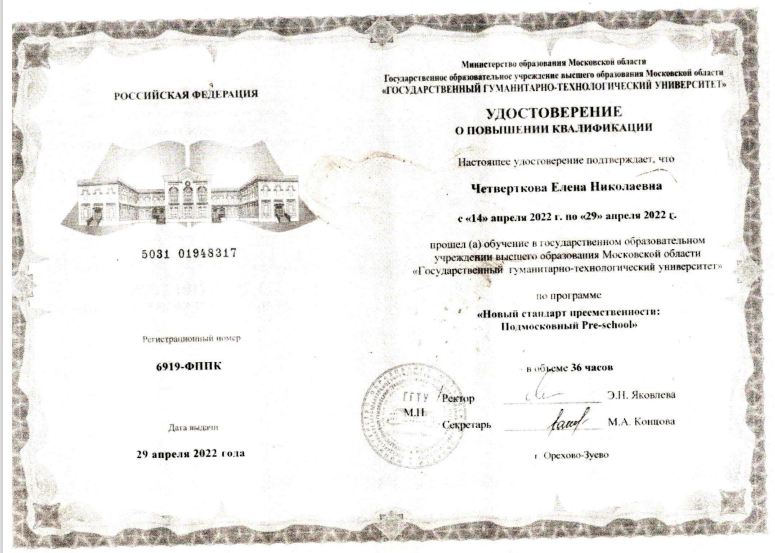 РОССИЙСКАЯ ФЕДЕРАЦИЯ
5031 01948317
Регистрационный номер
6919-ФППК
Дата выдачи
29 апреля 2022 года
Министерство образования Московской области
Государственное образовательное учреждение высшего образования Московской области
«ГОСУДАРСТВЕННЫЙ ГУМАНИТАРНО-ТЕХНОЛОГИЧЕСКИЙ УНИВЕРСИТЕТ»
УДОСТОВЕРЕНИЕ
О ПОВЫШЕНИИ КВАЛИФИКАЦИИ
Настоящее удостоверение подтверждает, что
Четверткова Елена Николаевна
с «14» апреля 2022 г. по «29» апреля 2022 г.
прошел (а) обучение в государственном образовательном
учреждении высшего образования Московской области
«Государственный гуманитарно-технологический университет»
по программе
«Новый стандарт преемственности:
Подмосковный Pre-school»
в объеме 36 часов
ГГТУ
М.П.
Ректор Э.Н. Яковлева
Секретарь М.А. Концова
г. Орехово-Зуево